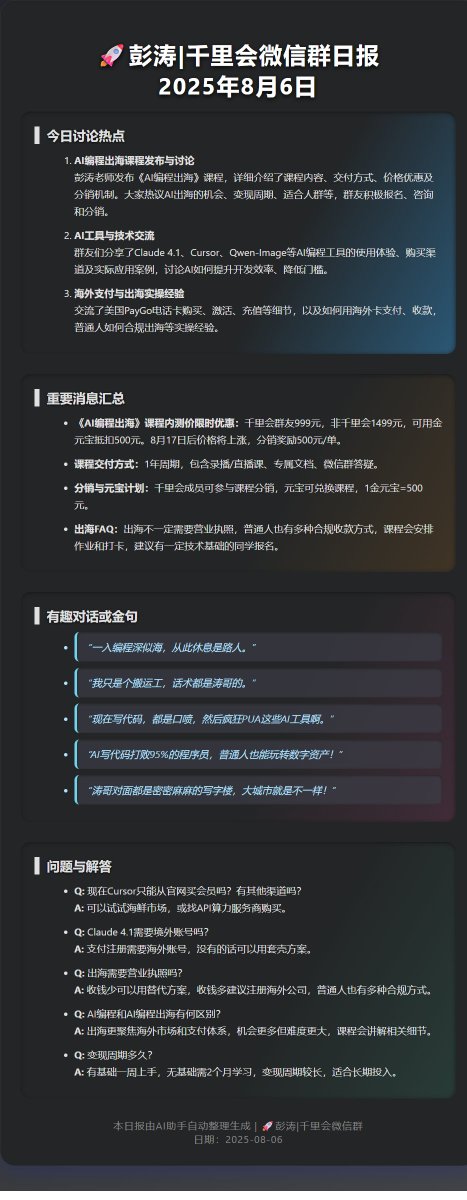 🚀 彭涛|千里会微信群日报
2025年8月6日
今日讨论热点
1. AI编程出海课程发布与讨论
彭涛老师发布《AI编程出海》课程，详细介绍了课程内容、交付方式、价格优惠及
分销机制。大家热议AI出海的机会、变现周期、适合人群等，群友积极报名、咨询
和分销。
2. AI工具与技术交流
群友们分享了Claude 4.1、Cursor、Qwen-Image等AI编程工具的使用体验、购买渠
道及实际应用案例，讨论AI如何提升开发效率、降低门槛。
3. 海外支付与出海实操经验
交流了美国PayGo电话卡购买、激活、充值等细节，以及如何用海外卡支付、收款，
普通人如何合规出海等实操经验。
重要消息汇总
• 《AI编程出海》课程内测价限时优惠：千里会群友999元，非千里会1499元，可用金
元宝抵扣500元。8月17日后价格将上涨，分销奖励500元/单。
• 课程交付方式：1年周期，包含录播/直播课、专属文档、微信群答疑。
• 分销与元宝计划：千里会成员可参与课程分销，元宝可兑换课程，1金元宝=500
元。
• 出海FAQ：出海不一定需要营业执照，普通人也有多种合规收款方式，课程会安排
作业和打卡，建议有一定技术基础的同学报名。
有趣对话或金句
• “一入编程深似海，从此休息是路人。”
• “我只是个搬运工，话术都是涛哥的。”
• “现在写代码，都是口喷，然后疯狂PUA这些AI工具啊。”
• “AI写代码打败95%的程序员，普通人也能玩转数字资产！”
• “涛哥对面都是密密麻麻的写字楼，大城市就是不一样！”
问题与解答
• Q: 现在Cursor只能从官网买会员吗？有其他渠道吗？
A: 可以试试海鲜市场，或找API算力服务商购买。
• Q: Claude 4.1需要境外账号吗？
A: 支付注册需要海外账号，没有的话可以用套壳方案。
• Q: 出海需要营业执照吗？
A: 收钱少可以用替代方案，收钱多建议注册海外公司，普通人也有多种合规方式。
• Q: AI编程和AI编程出海有何区别？
A: 出海更聚焦海外市场和支付体系，机会更多但难度更大，课程会讲解相关细节。
• Q: 变现周期多久？
A: 有基础一周上手，无基础需2个月学习，变现周期较长，适合长期投入。
本日报由AI助手自动整理生成 | 🚀 彭涛|千里会微信群
日期：2025-08-06